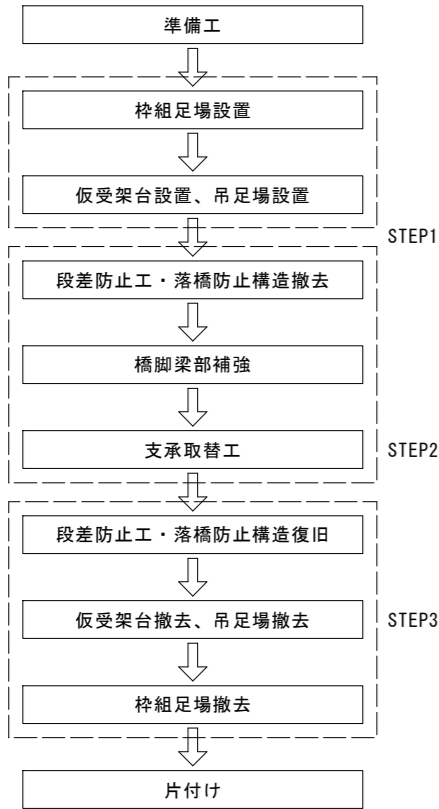 準備工
枠組足場設置
仮受架台設置、吊足場設置
STEP1
段差防止工・落橋防止構造撤去
橋脚梁部補強
支承取替工
STEP2
段差防止工・落橋防止構造復旧
仮受架台撤去、吊足場撤去
STEP3
枠組足場撤去
片付け